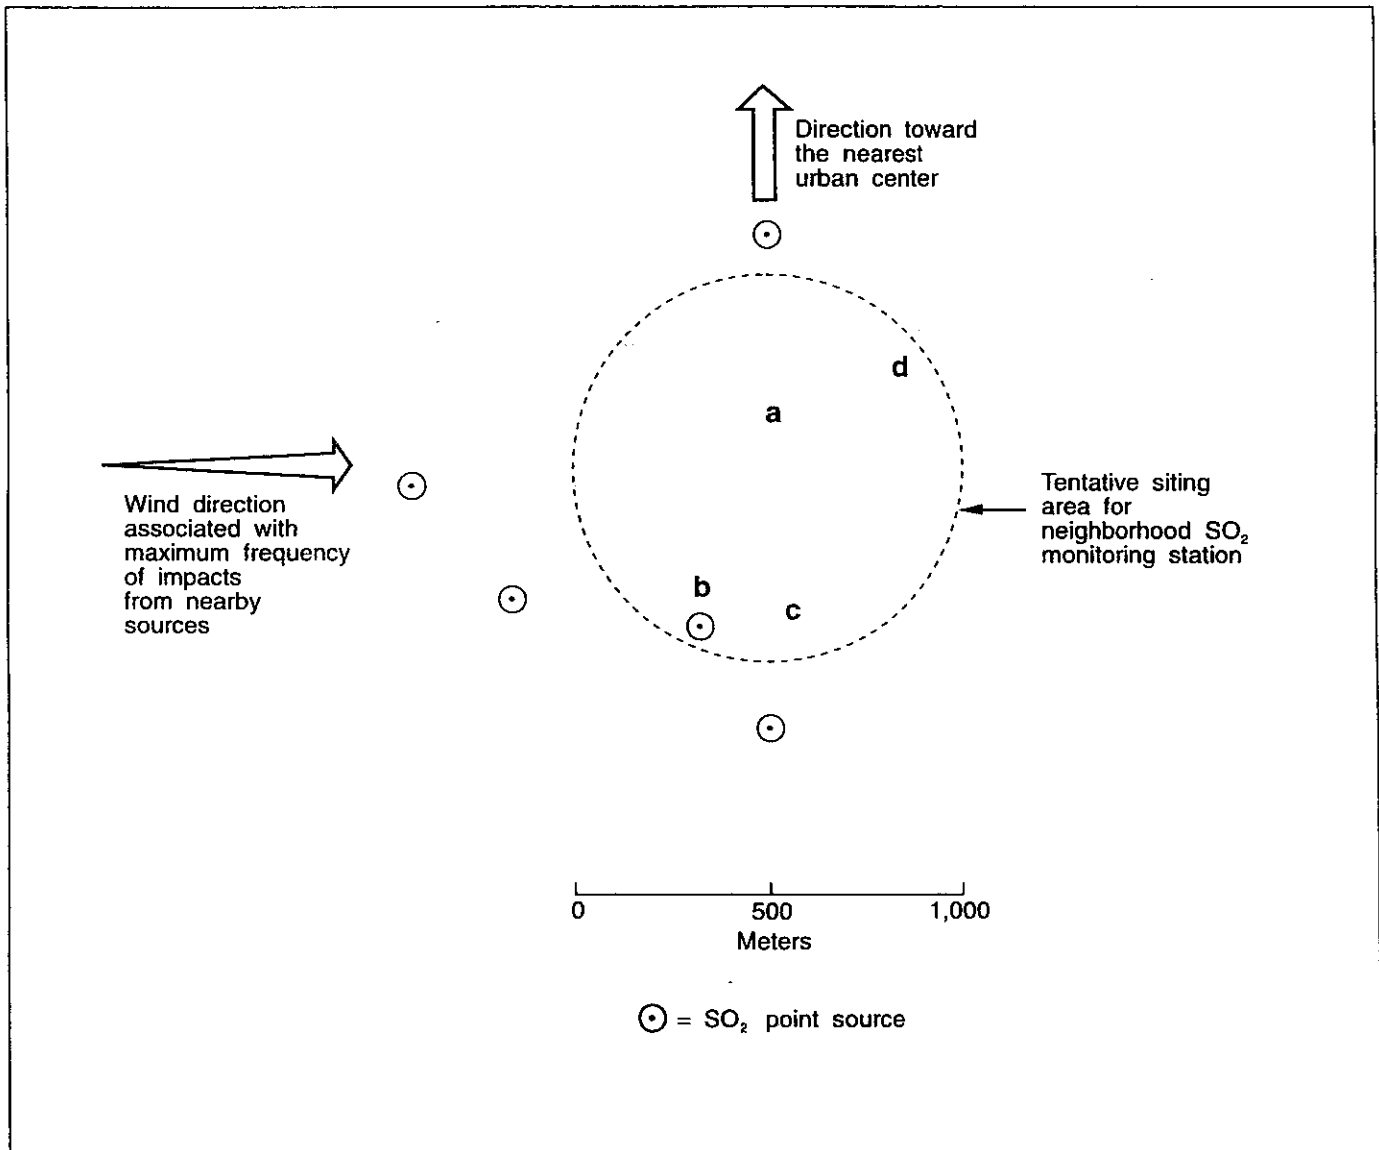 Direction toward
the nearest
urban center
d
a
Wind direction
associated with
maximum frequency
of impacts
from nearby
sources
Tentative siting
area for
neighborhood SO₂
monitoring station
b
c
0 500 1,000
Meters
= SO₂ point source